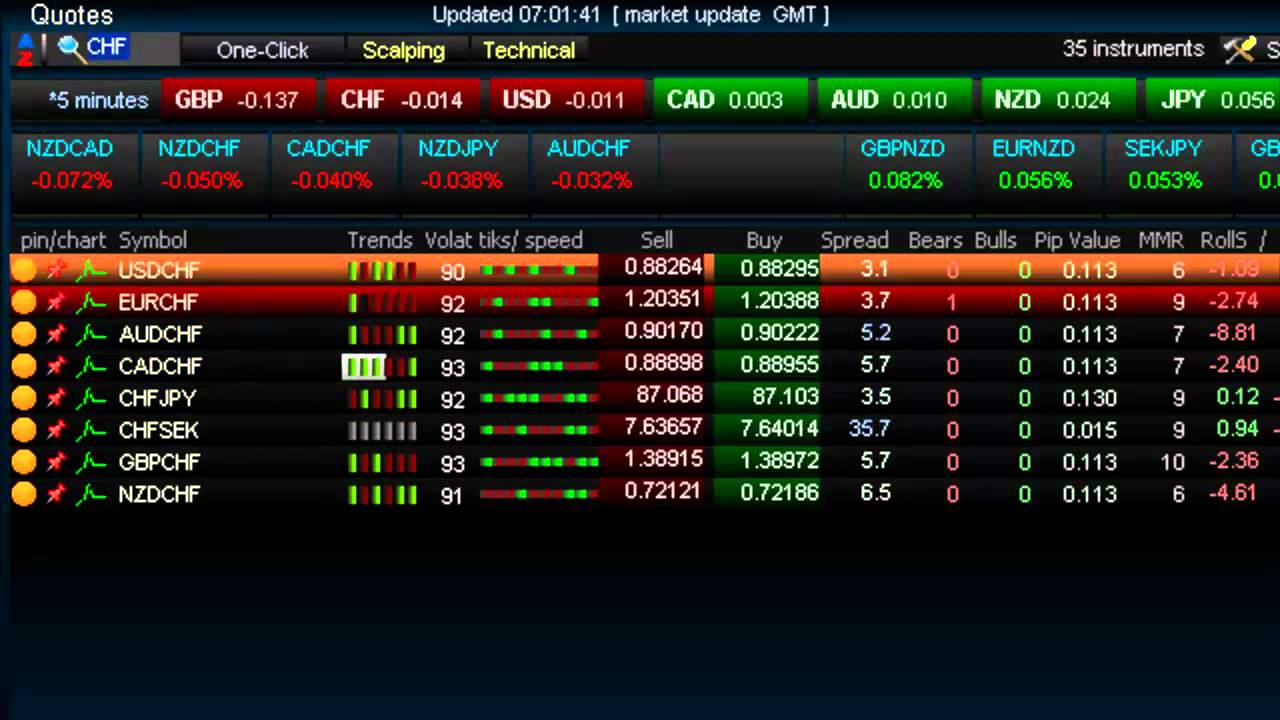 Quotes Updated 07:01:41 [ market update GMT ]
CHF One-Click Scalping Technical 35 instruments
*5 minutes GBP -0.137 CHF -0.014 USD -0.011 CAD 0.003 AUD 0.010 NZD 0.024 JPY 0.056
NZDCAD NZDCHF CADCHF NZDJPY AUDCHF GBPNZD EURNZD SEKJPY
-0.072% -0.050% -0.040% -0.038% -0.032% 0.082% 0.056% 0.053%
pin/chart Symbol Trends Volat tiks/ speed Sell Buy Spread Bears Bulls Pip Value MMR RollS /
USDCHF 90 0.88264 0.88295 3.1 0 0 0.113 6 -1.09
EURCHF 92 1.20351 1.20388 3.7 1 0 0.113 9 -2.74
AUDCHF 92 0.90170 0.90222 5.2 0 0 0.113 7 -8.81
CADCHF 93 0.88898 0.88955 5.7 0 0 0.113 7 -2.40
CHFJPY 92 87.068 87.103 3.5 0 0 0.130 9 0.12
CHFSEK 93 7.63657 7.64014 35.7 0 0 0.015 9 0.94
GBPCHF 93 1.38915 1.38972 5.7 0 0 0.113 10 -2.36
NZDCHF 91 0.72121 0.72186 6.5 0 0 0.113 6 -4.61